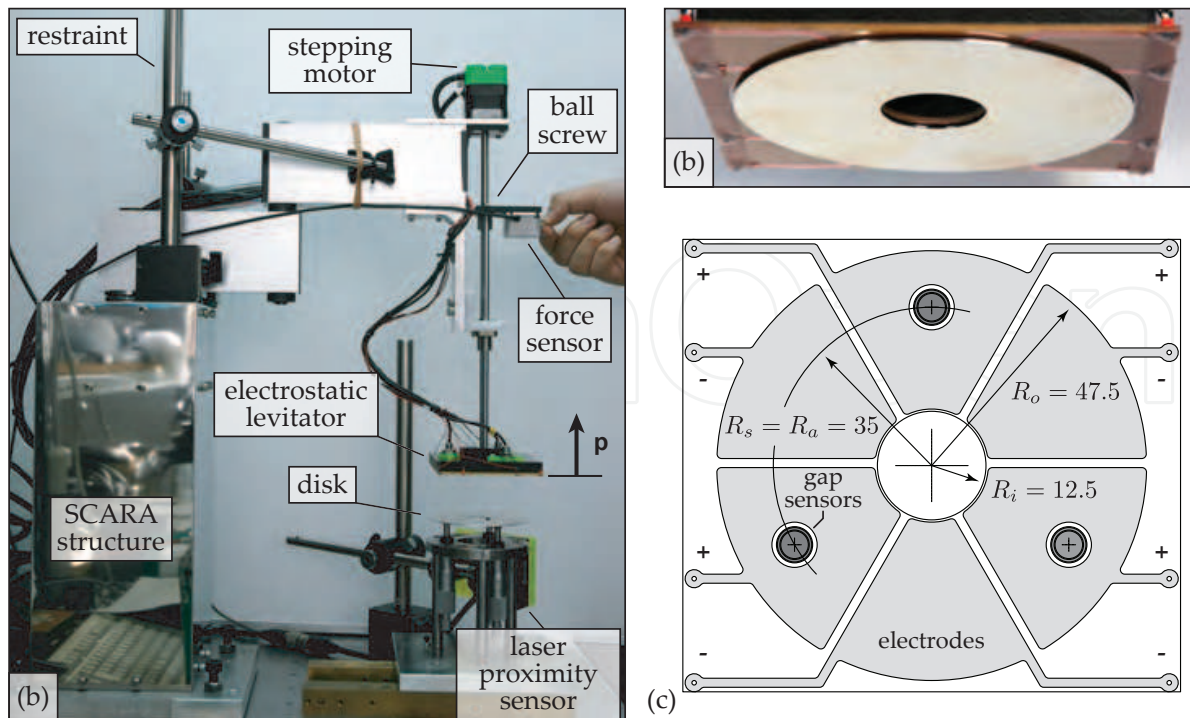 restraint
stepping
motor
ball
screw
force
sensor
electrostatic
levitator
p
disk
SCARA
structure
laser
proximity
sensor
(b)
(b)
+
+
-
-
R_o = 47.5
R_s = R_a = 35
gap
sensors
R_i = 12.5
+
+
electrodes
-
-
(c)